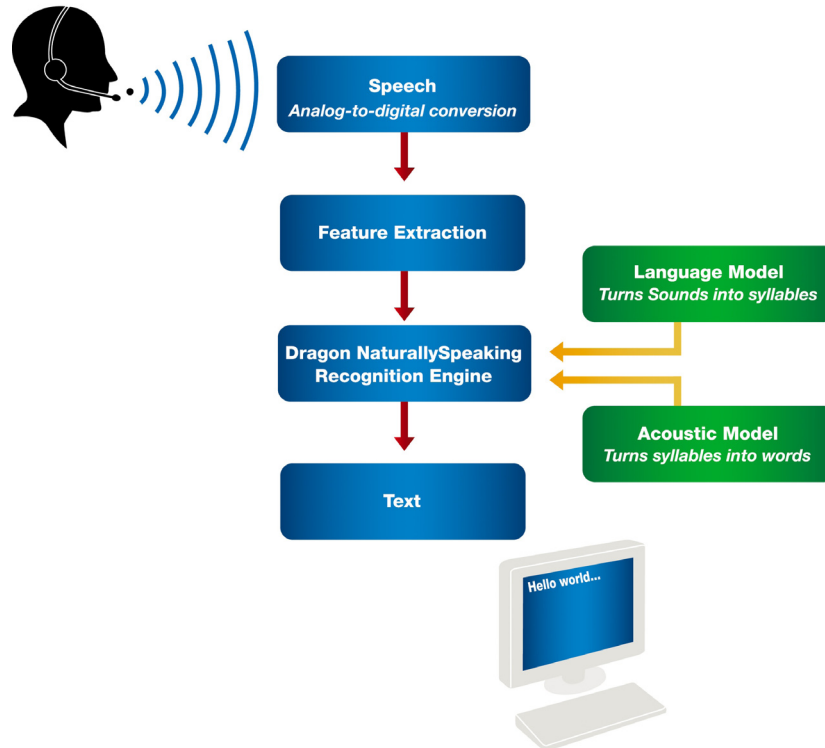 Speech
Analog-to-digital conversion
Feature Extraction
Language Model
Turns Sounds into syllables
Dragon NaturallySpeaking
Recognition Engine
Acoustic Model
Turns syllables into words
Text
Hello world...